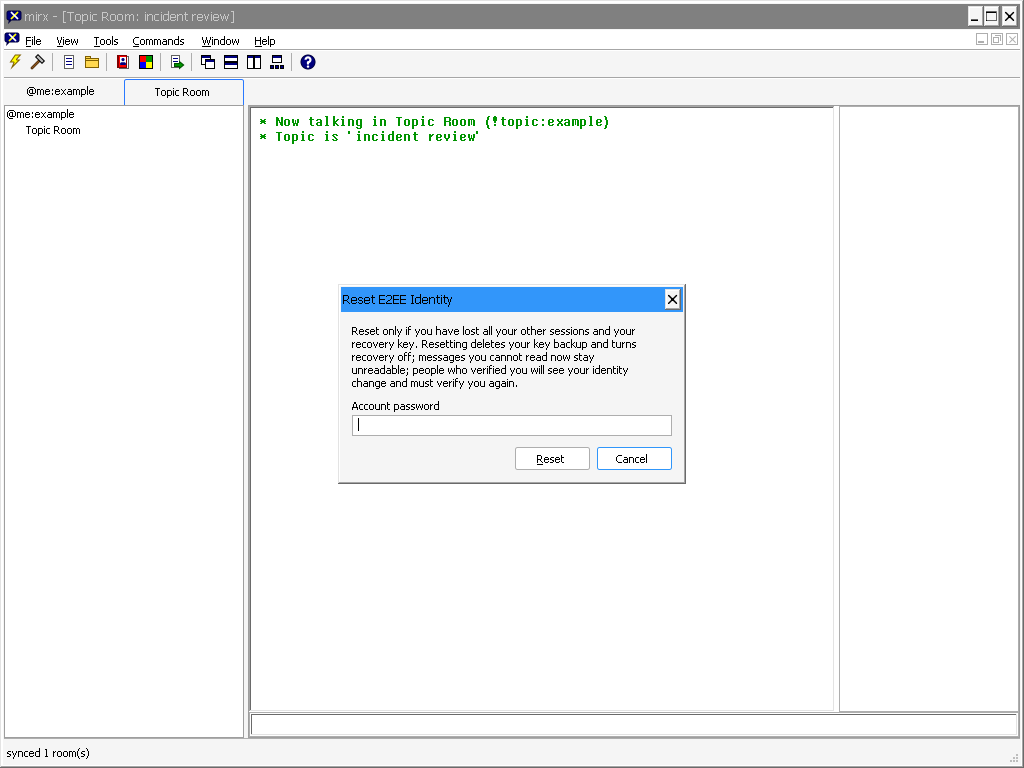 mirx - [Topic Room: incident review]
File View Tools Commands Window Help
@me:example Topic Room
@me:example
Topic Room
* Now talking in Topic Room (!topic:example)
* Topic is 'incident review'
Reset E2EE Identity
Reset only if you have lost all your other sessions and your
recovery key. Resetting deletes your key backup and turns
recovery off; messages you cannot read now stay
unreadable; people who verified you will see your identity
change and must verify you again.
Account password
Reset Cancel
synced 1 room(s)